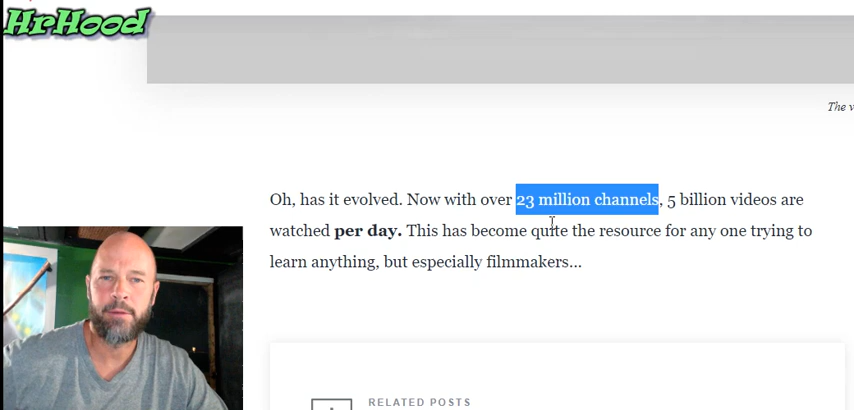 HrHood
The v
Oh, has it evolved. Now with over 23 million channels, 5 billion videos are
watched per day. This has become quite the resource for any one trying to
learn anything, but especially filmmakers...
RELATED POSTS